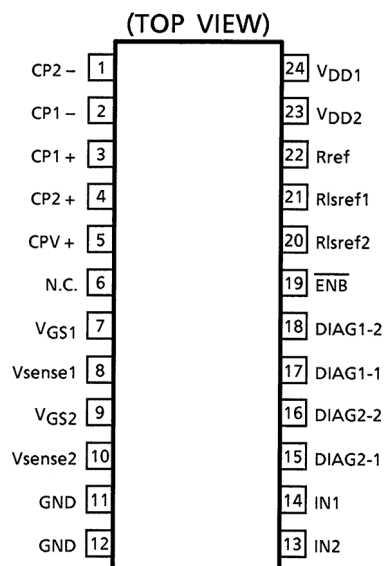 (TOP VIEW)
CP2 – 1 24 VDD1
CP1 – 2 23 VDD2
CP1 + 3 22 Rref
CP2 + 4 21 Rlsref1
CPV + 5 20 Rlsref2
N.C. 6 19 ENB
VGS1 7 18 DIAG1-2
Vsense1 8 17 DIAG1-1
VGS2 9 16 DIAG2-2
Vsense2 10 15 DIAG2-1
GND 11 14 IN1
GND 12 13 IN2